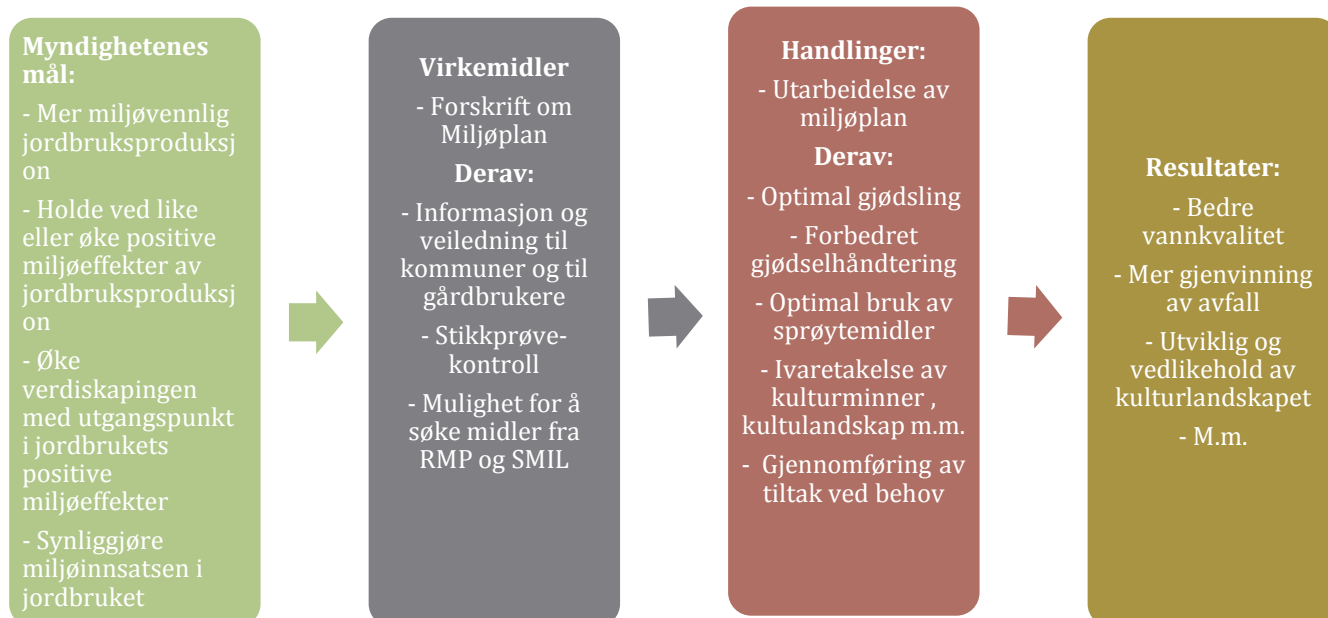 Myndighetenes
mål:
- Mer miljøvennlig
jordbruksproduksj
on
- Holde ved like
eller øke positive
miljøeffekter av
jordbruksproduksj
on
- Øke
verdiskapingen
med utgangspunkt
i jordbrukets
positive
miljøeffekter
- Synliggjøre
miljøinnsatsen i
jordbruket
Virkemidler
- Forskrift om
Miljøplan
Derav:
- Informasjon og
veiledning til
kommuner og til
gårdbrukere
- Stikkprøve-
kontroll
- Mulighet for å
søke midler fra
RMP og SMIL
Handlinger:
- Utarbeidelse av
miljøplan
Derav:
- Optimal gjødsling
- Forbedret
gjødselhåndtering
- Optimal bruk av
sprøytemidler
- Ivaretakelse av
kulturminner ,
kultulandskap m.m.
- Gjennomføring av
tiltak ved behov
Resultater:
- Bedre
vannkvalitet
- Mer gjenvinning
av avfall
- Utviklig og
vedlikehold av
kulturlandskapet
- M.m.